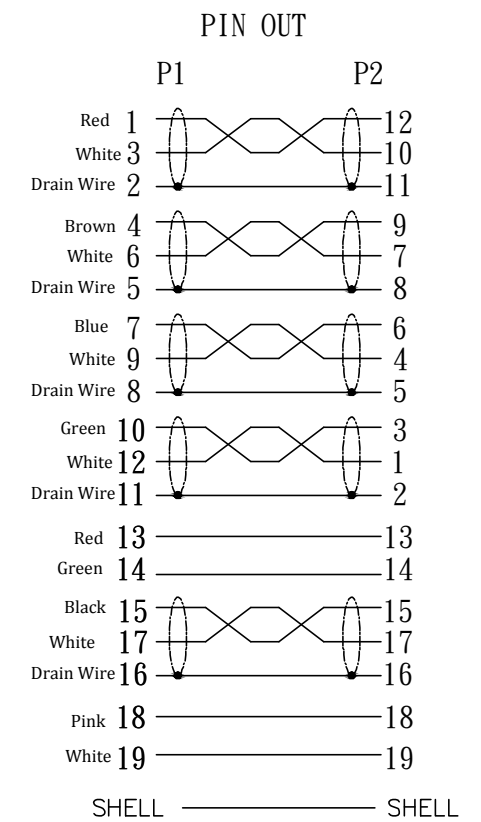 PIN OUT
P1 P2
Red 1 12
White 3 10
Drain Wire 2 11
Brown 4 9
White 6 7
Drain Wire 5 8
Blue 7 6
White 9 4
Drain Wire 8 5
Green 10 3
White 12 1
Drain Wire 11 2
Red 13 13
Green 14 14
Black 15 15
White 17 17
Drain Wire 16 16
Pink 18 18
White 19 19
SHELL SHELL